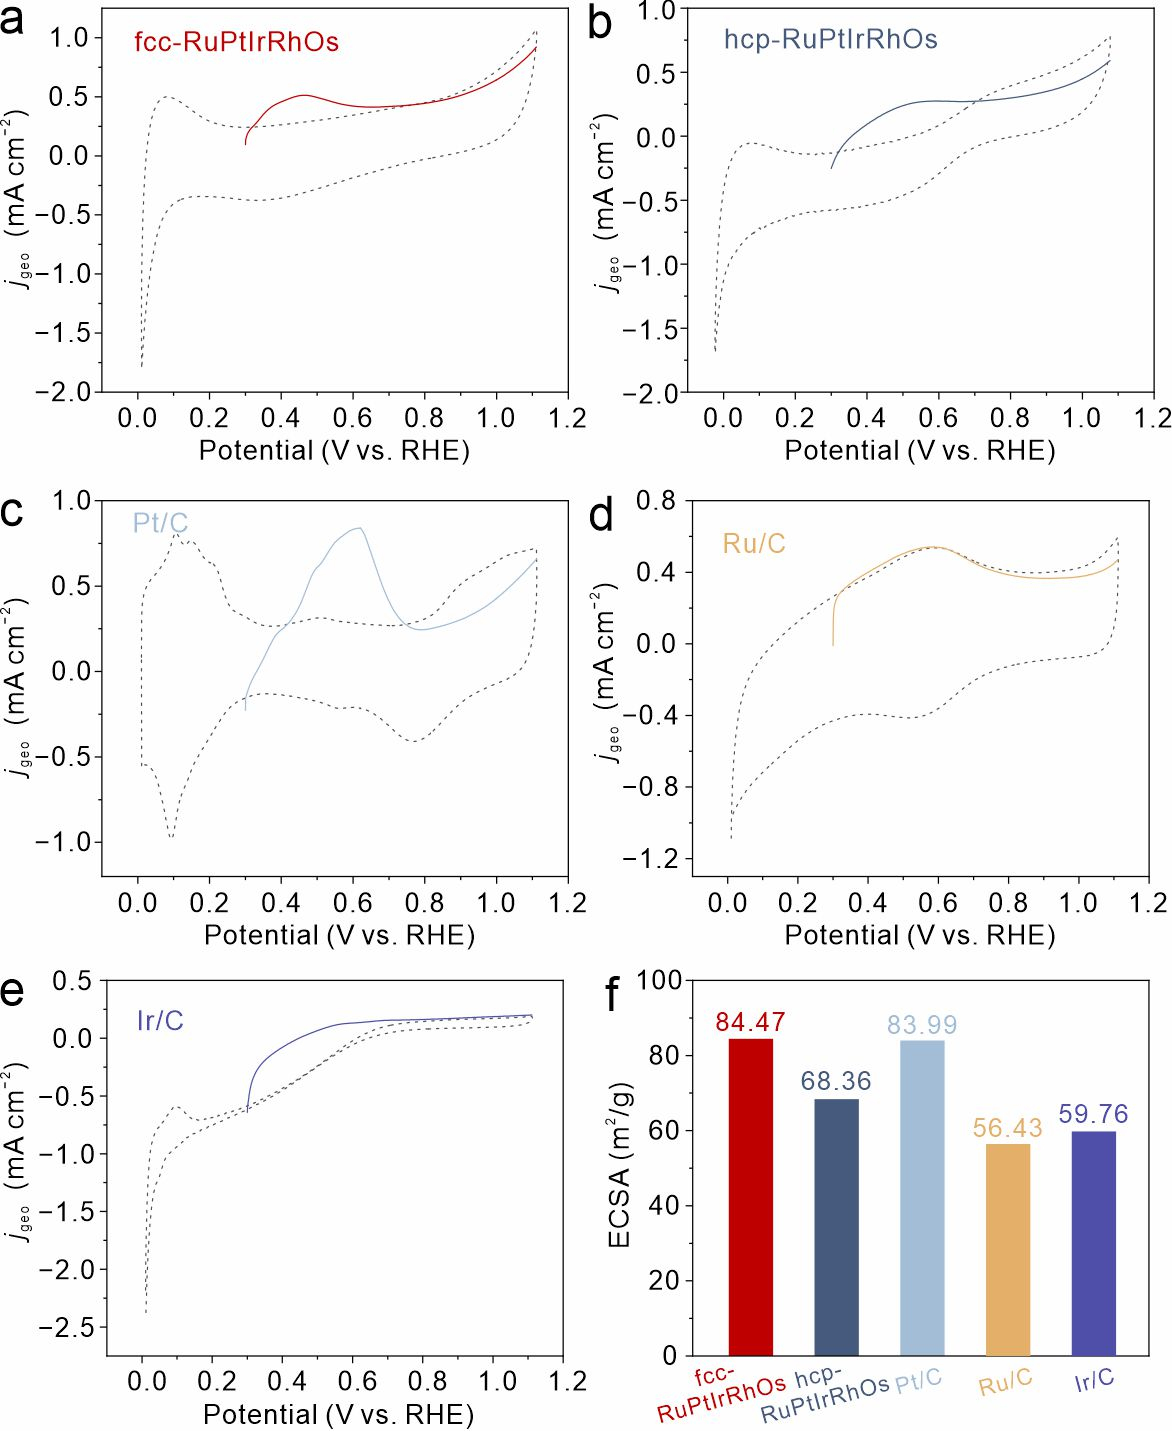 a
fcc-RuPtIrRhOs
1.0
0.5
0.0
−0.5
−1.0
−1.5
−2.0
jgeo (mA cm−2)
0.0 0.2 0.4 0.6 0.8 1.0 1.2
Potential (V vs. RHE)
b
hcp-RuPtIrRhOs
1.0
0.5
0.0
−0.5
−1.0
−1.5
−2.0
jgeo (mA cm−2)
0.0 0.2 0.4 0.6 0.8 1.0 1.2
Potential (V vs. RHE)
c
Pt/C
1.0
0.5
0.0
−0.5
−1.0
jgeo (mA cm−2)
0.0 0.2 0.4 0.6 0.8 1.0 1.2
Potential (V vs. RHE)
d
Ru/C
0.8
0.4
0.0
−0.4
−0.8
−1.2
jgeo (mA cm−2)
0.0 0.2 0.4 0.6 0.8 1.0 1.2
Potential (V vs. RHE)
e
Ir/C
0.5
0.0
−0.5
−1.0
−1.5
−2.0
−2.5
jgeo (mA cm−2)
0.0 0.2 0.4 0.6 0.8 1.0 1.2
Potential (V vs. RHE)
f
100
80
60
40
20
0
ECSA (m²/g)
84.47
68.36
83.99
56.43
59.76
fcc-
RuPtIrRhOs
hcp-
RuPtIrRhOs
Pt/C
Ru/C
Ir/C